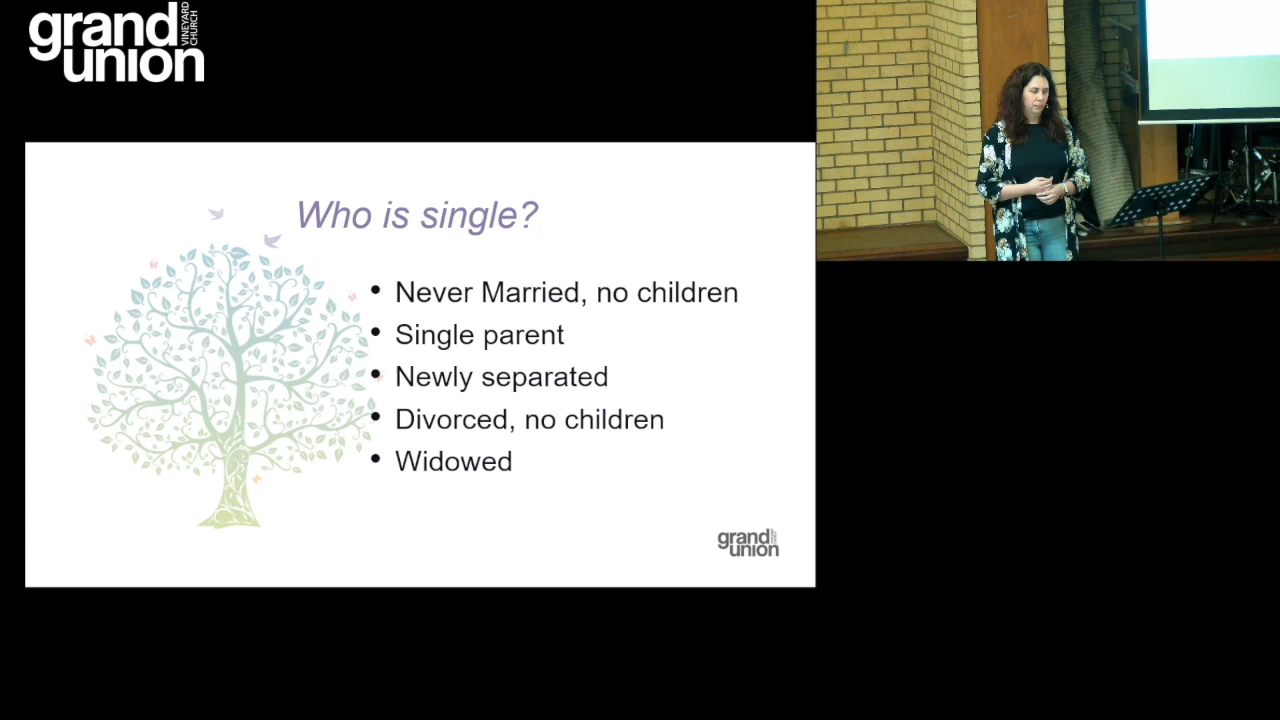 grand
union
VINEYARD
CHURCH
Who is single?
• Never Married, no children
• Single parent
• Newly separated
• Divorced, no children
• Widowed
grand
union